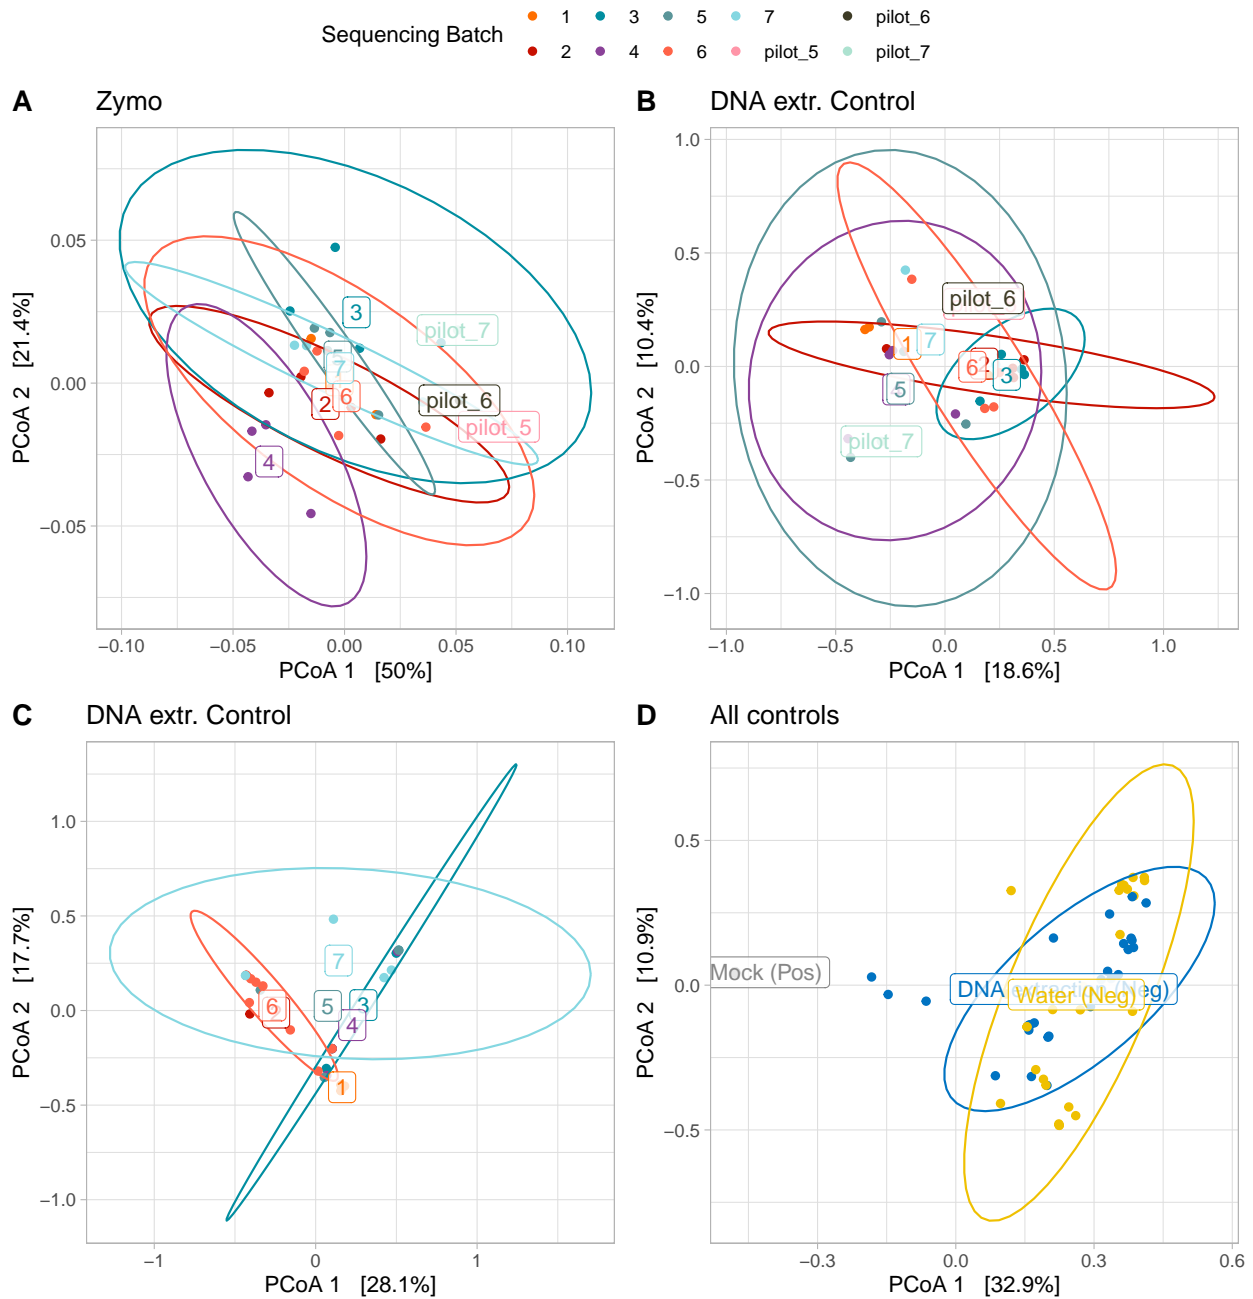 Sequencing Batch
1 3 5 7 pilot_6
2 4 6 pilot_5 pilot_7
A Zymo
0.05
0.00
−0.05
−0.10 −0.05 0.00 0.05 0.10
PCoA 1 [50%]
PCoA 2 [21.4%]
3
pilot_7
5
7
6
2
pilot_6
pilot_5
4
B DNA extr. Control
1.0
0.5
0.0
−0.5
−1.0
−1.0 −0.5 0.0 0.5 1.0
PCoA 1 [18.6%]
PCoA 2 [10.4%]
pilot_6
1
7
6
2
3
5
pilot_7
C DNA extr. Control
1.0
0.5
0.0
−0.5
−1.0
−1 0 1
PCoA 1 [28.1%]
PCoA 2 [17.7%]
7
6
5
3
4
1
D All controls
0.5
0.0
−0.5
−0.3 0.0 0.3 0.6
PCoA 1 [32.9%]
PCoA 2 [10.9%]
Mock (Pos)
DNA extraction (Neg)
Water (Neg)